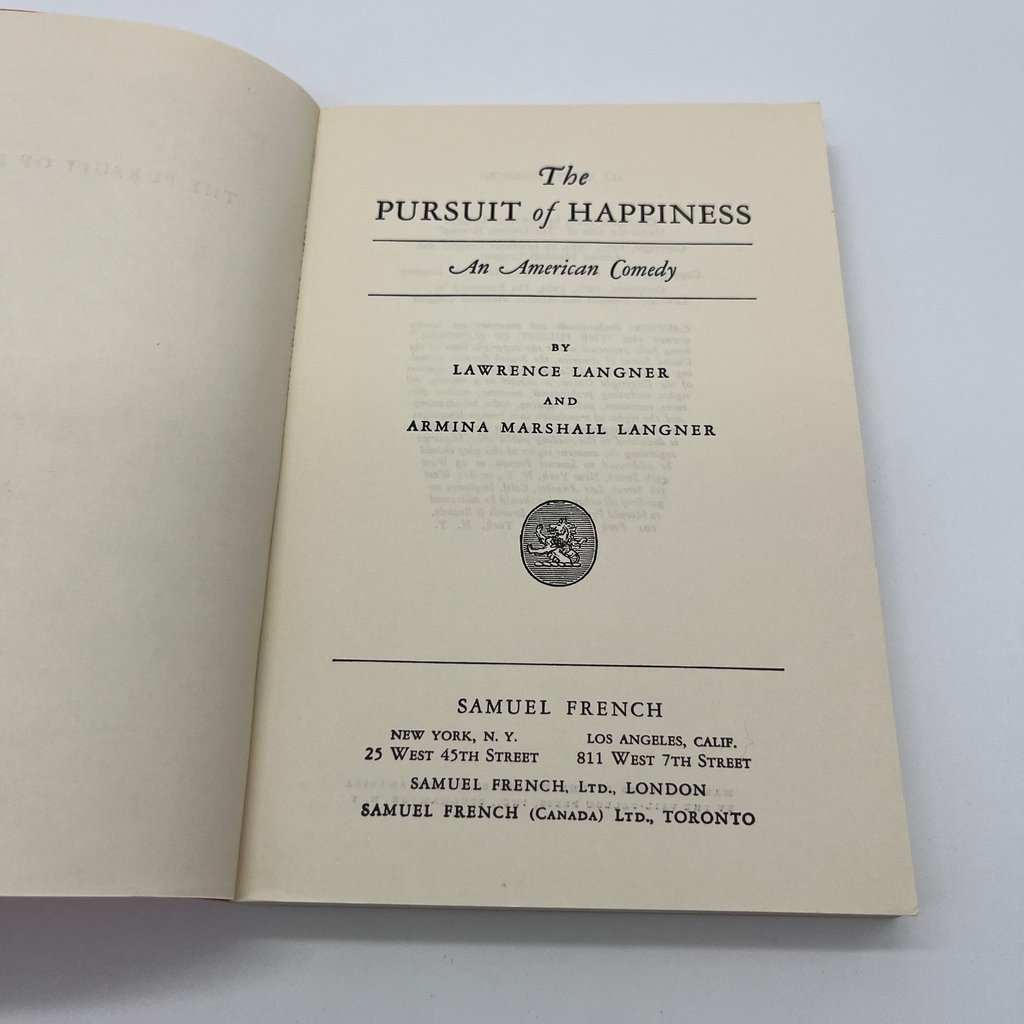 The
PURSUIT of HAPPINESS
An American Comedy
BY
LAWRENCE LANGNER
AND
ARMINA MARSHALL LANGNER
SAMUEL FRENCH
NEW YORK, N. Y. LOS ANGELES, CALIF.
25 WEST 45TH STREET 811 WEST 7TH STREET
SAMUEL FRENCH, LTD., LONDON
SAMUEL FRENCH (CANADA) LTD., TORONTO